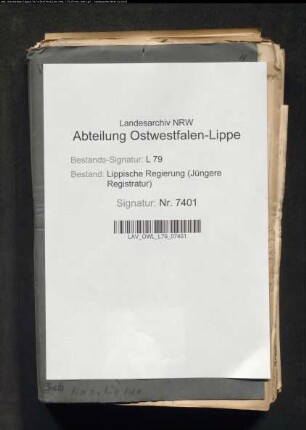 Landesarchiv NRW
Abteilung Ostwestfalen-Lippe
Bestands-Signatur: L 79
Bestand: Lippische Regierung (Jüngere
Registratur)
Signatur: Nr. 7401
LAV_OWL_L79_07401